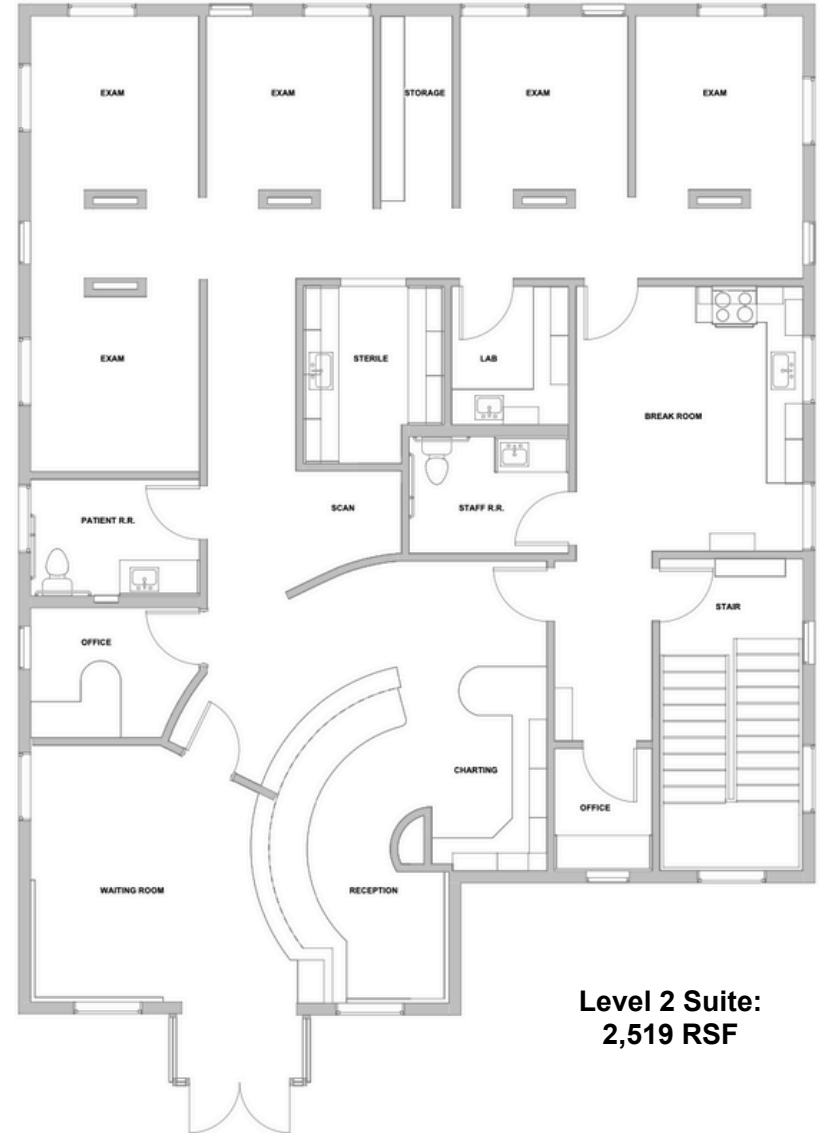 EXAM
EXAM
STORAGE
EXAM
EXAM
EXAM
STERILE
LAB
BREAK ROOM
PATIENT R.R.
SCAN
STAFF R.R.
OFFICE
STAIR
CHARTING
OFFICE
WAITING ROOM
RECEPTION
Level 2 Suite:
2,519 RSF